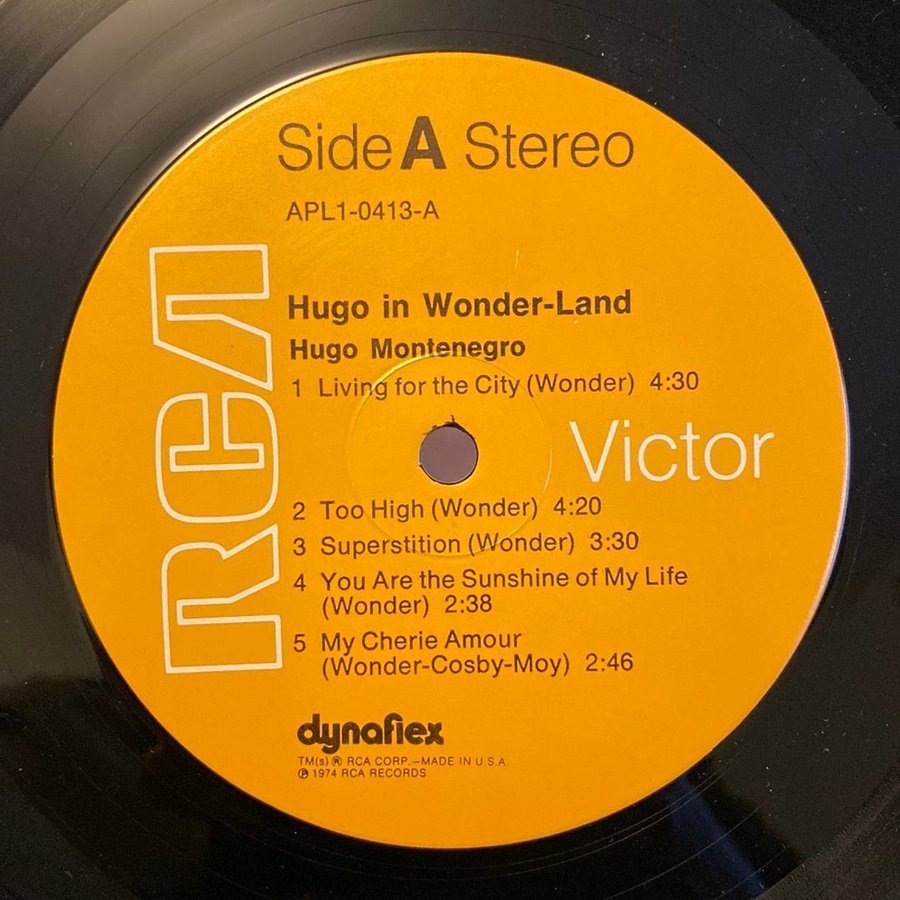 Side A Stereo
APL1-0413-A
RCA
Hugo in Wonder-Land
Hugo Montenegro
1 Living for the City (Wonder) 4:30
Victor
2 Too High (Wonder) 4:20
3 Superstition (Wonder) 3:30
4 You Are the Sunshine of My Life
(Wonder) 2:38
5 My Cherie Amour
(Wonder-Cosby-Moy) 2:46
dynaflex
TM(s) ® RCA CORP.—MADE IN U.S.A.
℗ 1974 RCA RECORDS